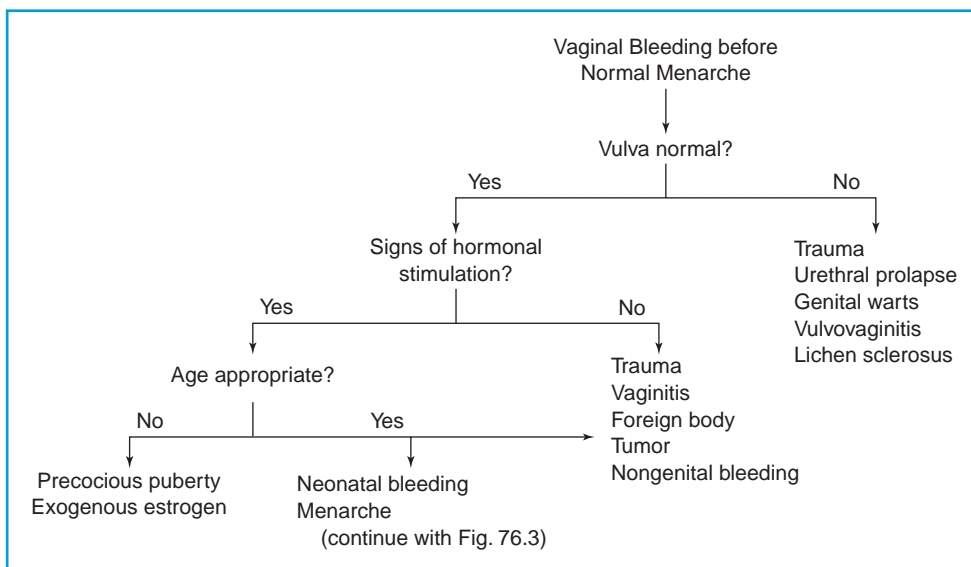 Vaginal Bleeding before
Normal Menarche
Vulva normal?
Yes
No
Signs of hormonal
stimulation?
Trauma
Urethral prolapse
Genital warts
Vulvovaginitis
Lichen sclerosus
Yes
No
Age appropriate?
Trauma
Vaginitis
Foreign body
Tumor
Nongenital bleeding
No
Yes
Precocious puberty
Exogenous estrogen
Neonatal bleeding
Menarche
(continue with Fig. 76.3)